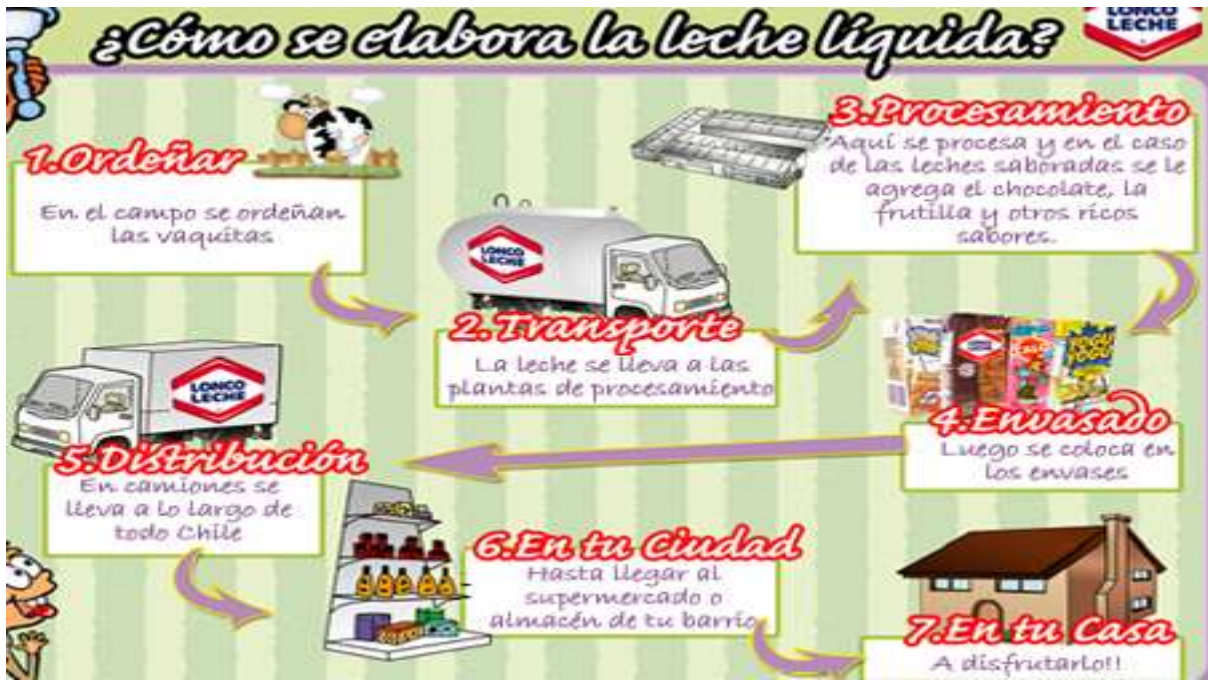 ¿Cómo se elabora la leche líquida?
LONCO
LECHE
1.Ordeñar
En el campo se ordeñan
las vaquitas
LONCO
LECHE
2.Transporte
La leche se lleva a las
plantas de procesamiento
3.Procesamiento
Aquí se procesa y en el caso
de las leches saboradas se le
agrega el chocolate, la
frutilla y otros ricos
sabores.
YOGU
YOGU
4.Envasado
Luego se coloca en
los envases
LONCO
LECHE
5.Distribución
En camiones se
lleva a lo largo de
todo Chile
6.En tu Ciudad
Hasta llegar al
supermercado o
almacén de tu barrio
7.En tu Casa
A disfrutarlo!!